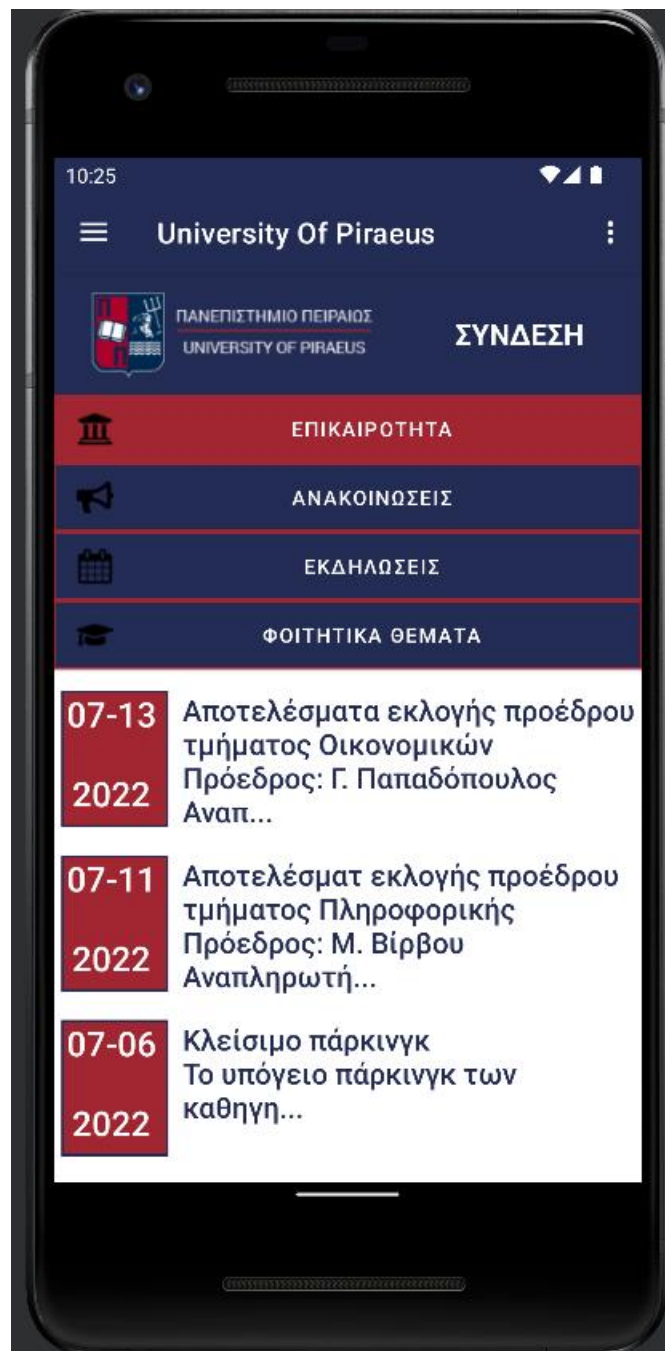 10:25
University Of Piraeus
ΠΑΝΕΠΙΣΤΗΜΙΟ ΠΕΙΡΑΙΩΣ
UNIVERSITY OF PIRAEUS
ΣΥΝΔΕΣΗ
ΕΠΙΚΑΙΡΟΤΗΤΑ
ΑΝΑΚΟΙΝΩΣΕΙΣ
ΕΚΔΗΛΩΣΕΙΣ
ΦΟΙΤΗΤΙΚΑ ΘΕΜΑΤΑ
07-13
2022
Αποτελέσματα εκλογής προέδρου
τμήματος Οικονομικών
Πρόεδρος: Γ. Παπαδόπουλος
Αναπ...
07-11
2022
Αποτελέσματ εκλογής προέδρου
τμήματος Πληροφορικής
Πρόεδρος: Μ. Βίρβου
Αναπληρωτή...
07-06
2022
Κλείσιμο πάρκινγκ
Το υπόγειο πάρκινγκ των
καθηγη...